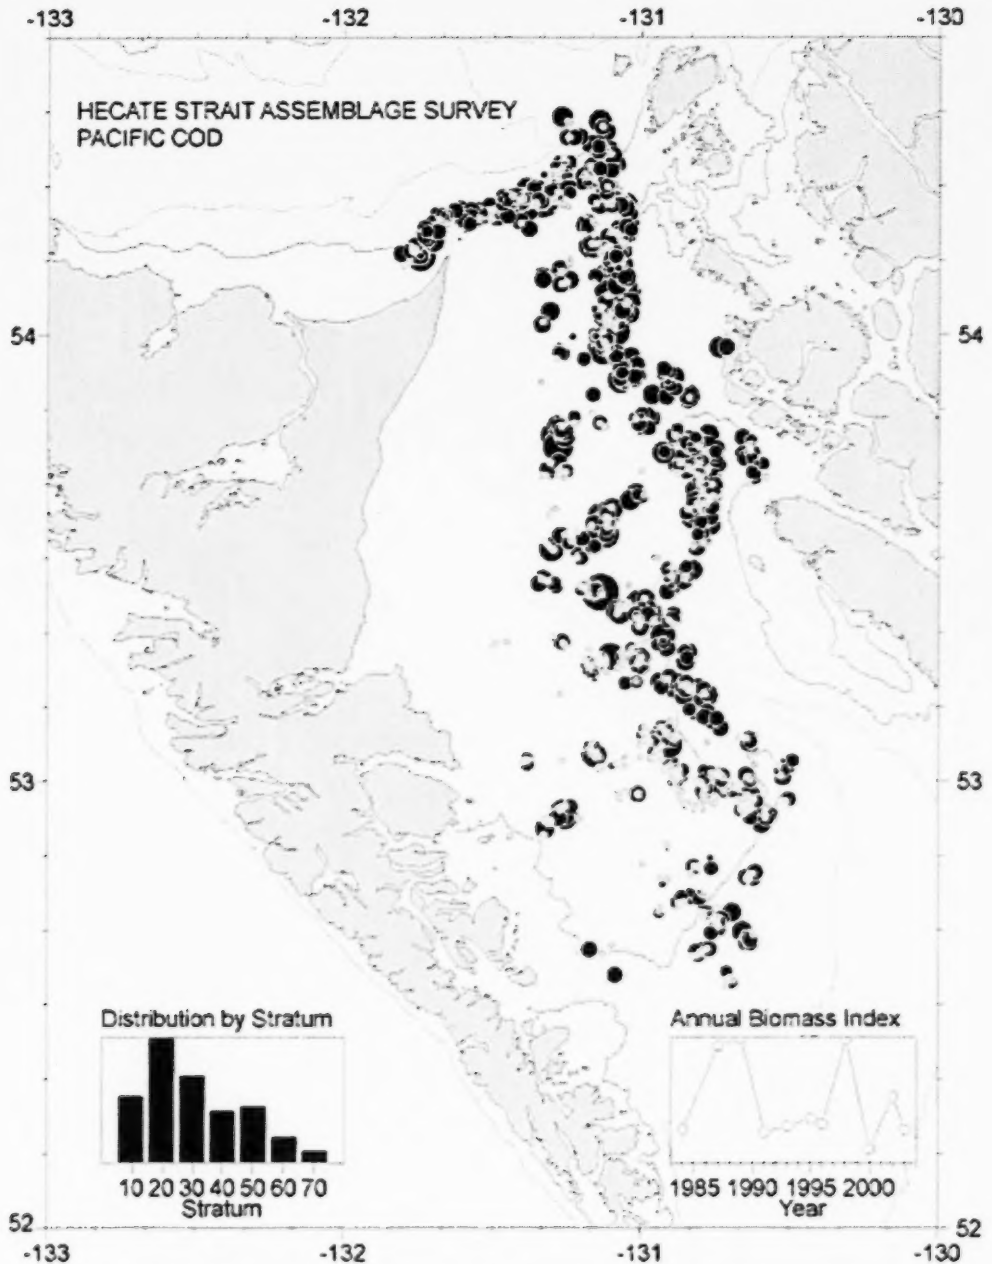 -133 -132 -131 -130
HECATE STRAIT ASSEMBLAGE SURVEY
PACIFIC COD
54 54
53 53
Distribution by Stratum
10 20 30 40 50 60 70
Stratum
Annual Biomass Index
1985 1990 1995 2000
Year
52 52
-133 -132 -131 -130